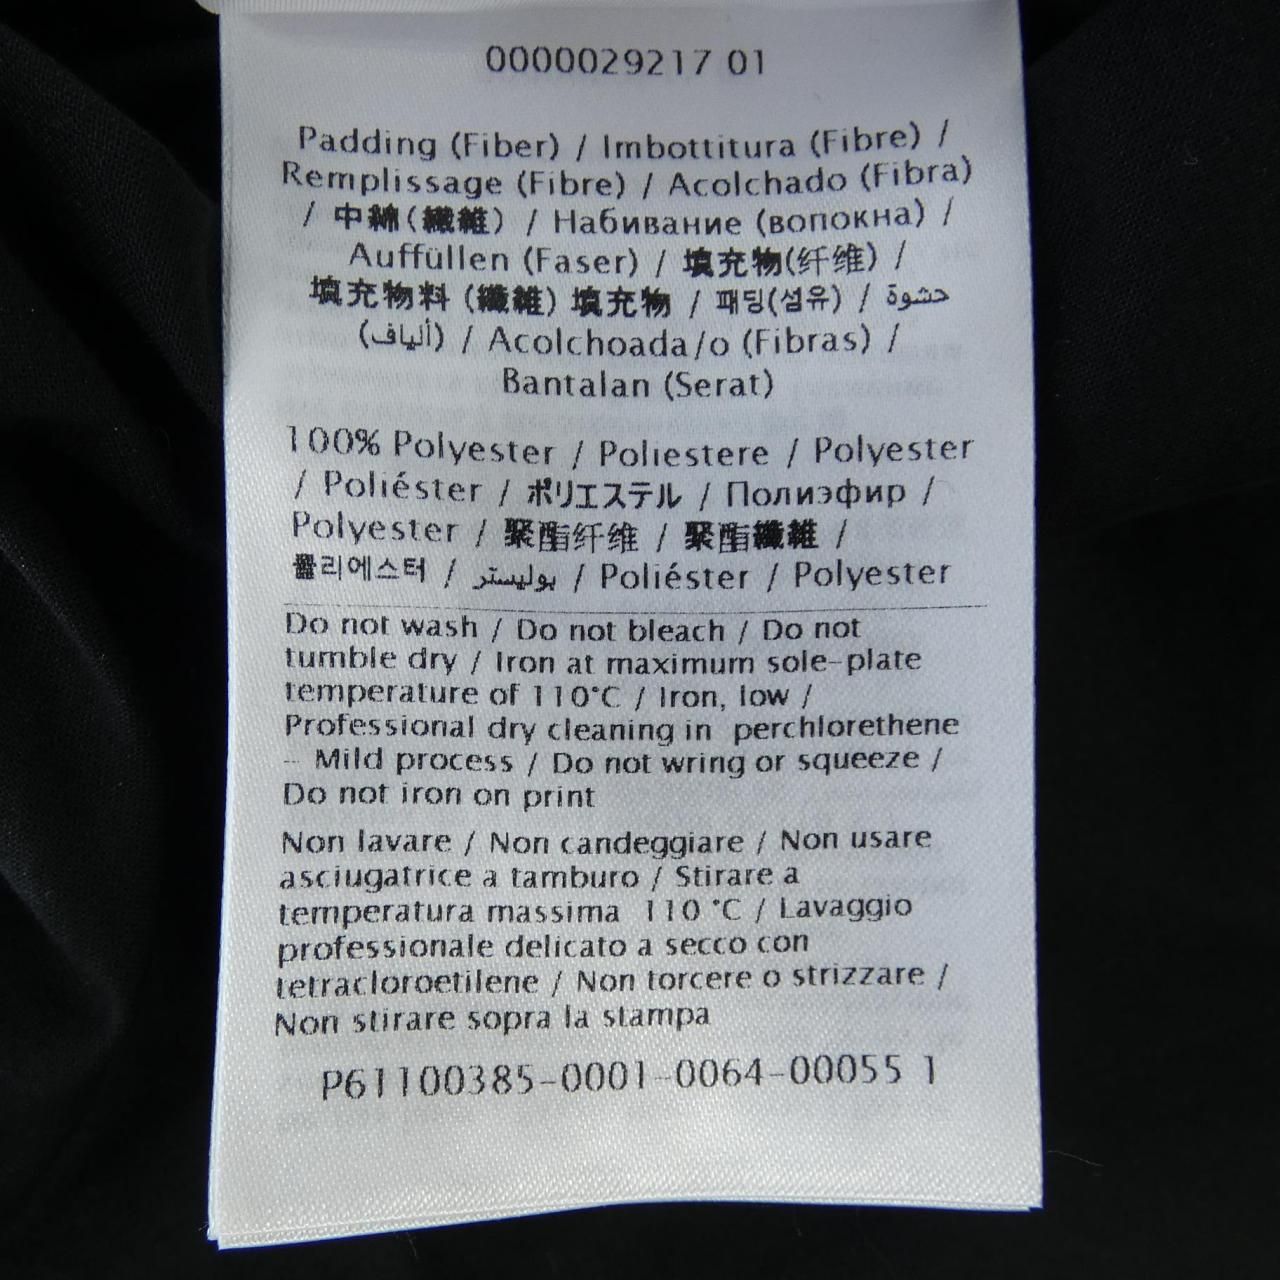 0000029217 01
Padding (Fiber) / Imbottitura (Fibre) /
Remplissage (Fibre) / Acolchado (Fibra)
/ 中綿(繊維) / Набивание (волокна) /
Auffüllen (Faser) / 填充物(纤维) /
填充物料 (纖維) 填充物 / 패딩(섬유) / حشوة
(ألياف) / Acolchoada/o (Fibras) /
Bantalan (Serat)
100% Polyester / Poliestere / Polyester
/ Poliéster / ポリエステル / Полиэфир /
Polyester / 聚酯纤维 / 聚酯纖維 /
폴리에스터 / بوليستر / Poliéster / Polyester
Do not wash / Do not bleach / Do not
tumble dry / Iron at maximum sole-plate
temperature of 110°C / Iron, low /
Professional dry cleaning in perchlorethene
- Mild process / Do not wring or squeeze /
Do not iron on print
Non lavare / Non candeggiare / Non usare
asciugatrice a tamburo / Stirare a
temperatura massima 110 °C / Lavaggio
professionale delicato a secco con
tetracloroetilene / Non torcere o strizzare /
Non stirare sopra la stampa
P61100385-0001-0064-00055 1